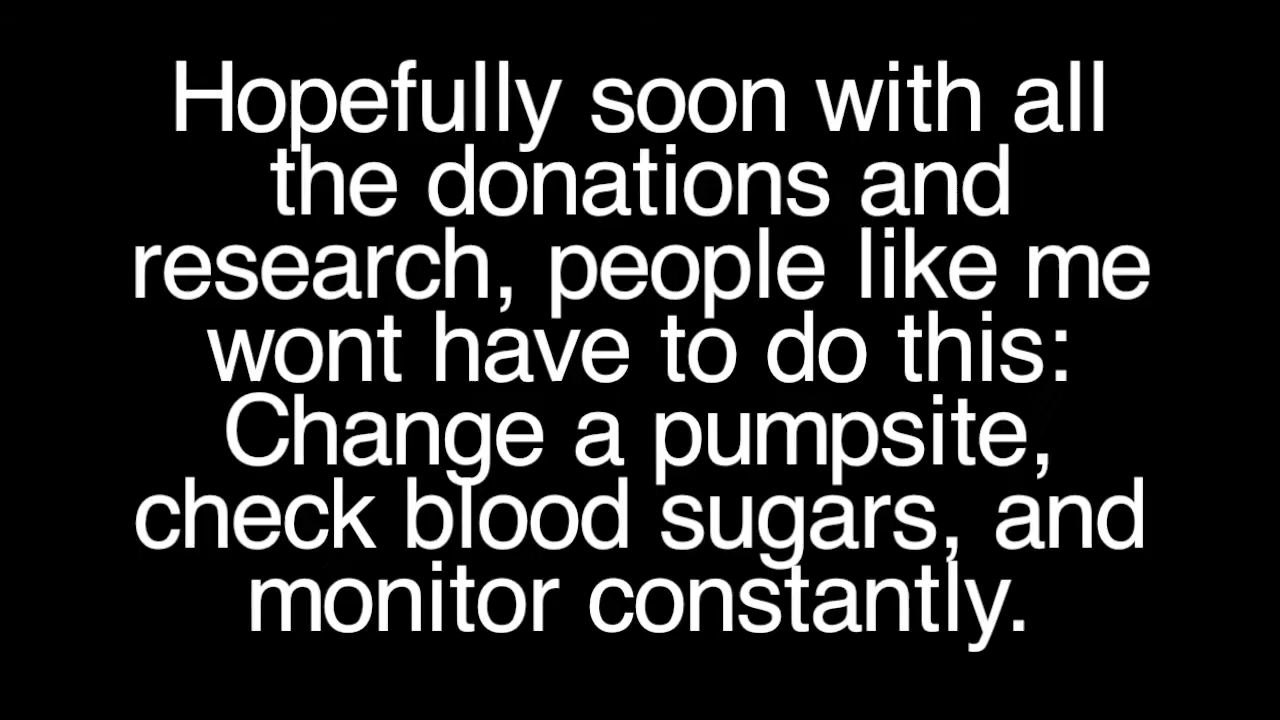 Hopefully soon with all
the donations and
research, people like me
wont have to do this:
Change a pumpsite,
check blood sugars, and
monitor constantly.